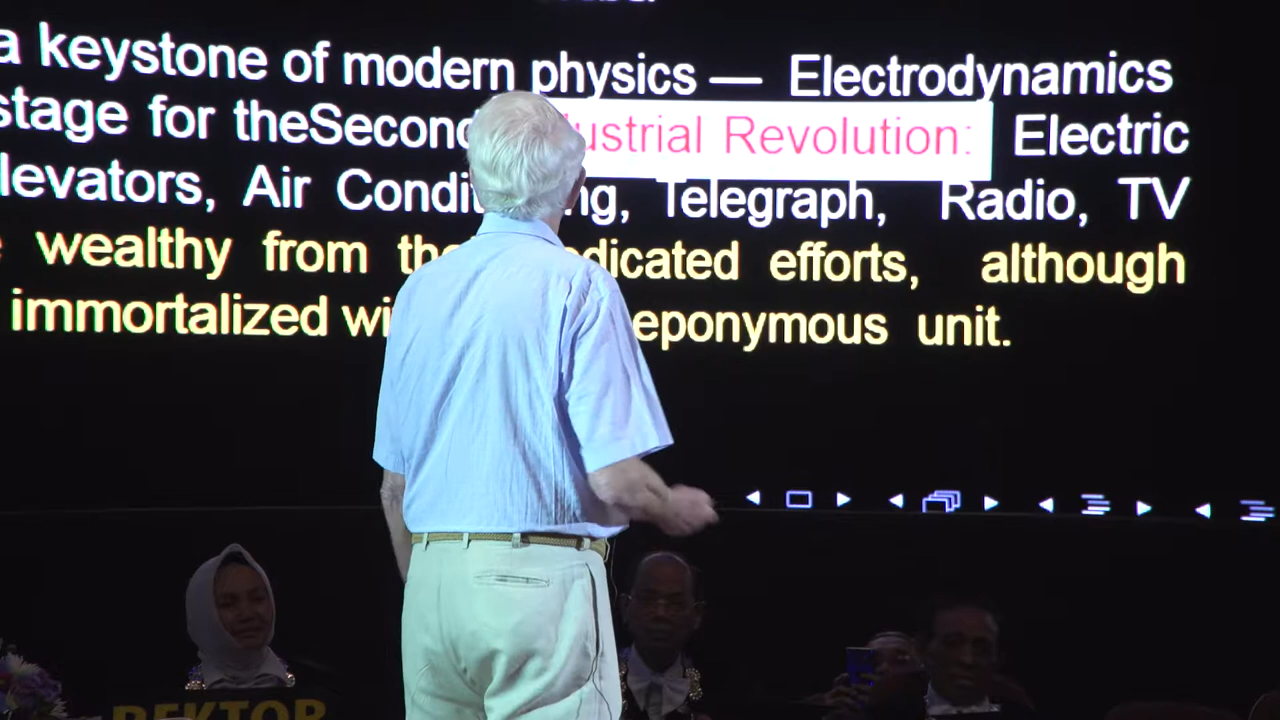 a keystone of modern physics — Electrodynamics
stage for theSecond ustrial Revolution: Electric
levators, Air Condit ng, Telegraph, Radio, TV
wealthy from the dicated efforts, although
immortalized wi eponymous unit.
REKTOR